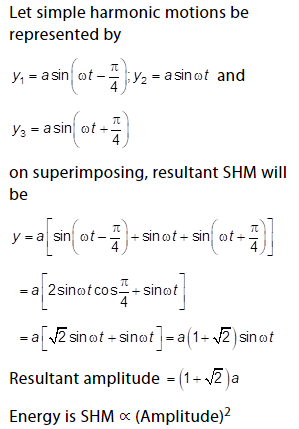 Let simple harmonic motions be
represented by
y₁ = a sin(ωt − π/4); y₂ = a sin ωt and
y₃ = a sin(ωt + π/4)
on superimposing, resultant SHM will
be
y = a[sin(ωt − π/4) + sin ωt + sin(ωt + π/4)]
= a[2 sin ωt cos π/4 + sin ωt]
= a[√2 sin ωt + sin ωt] = a(1 + √2) sin ωt
Resultant amplitude = (1 + √2)a
Energy is SHM ∝ (Amplitude)²